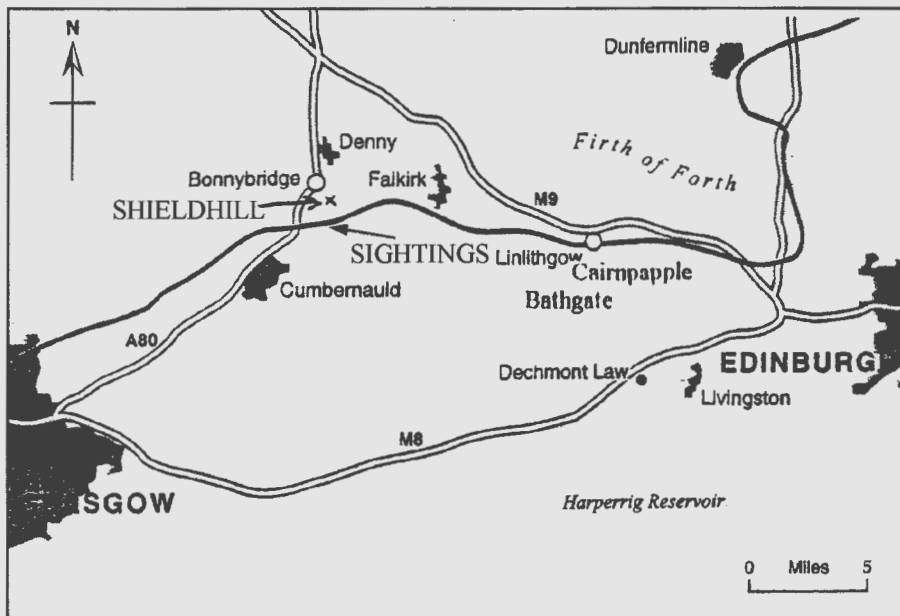 N
Dunfermline
Firth of Forth
Denny
Bonnybridge
Falkirk
M9
SHIELDHILL
SIGHTINGS
Linlithgow
Cairnpapple
Cumbernauld
Bathgate
A80
EDINBURG
Dechmont Law
Livingston
M8
SGOW
Harperrig Reservoir
0 Miles 5